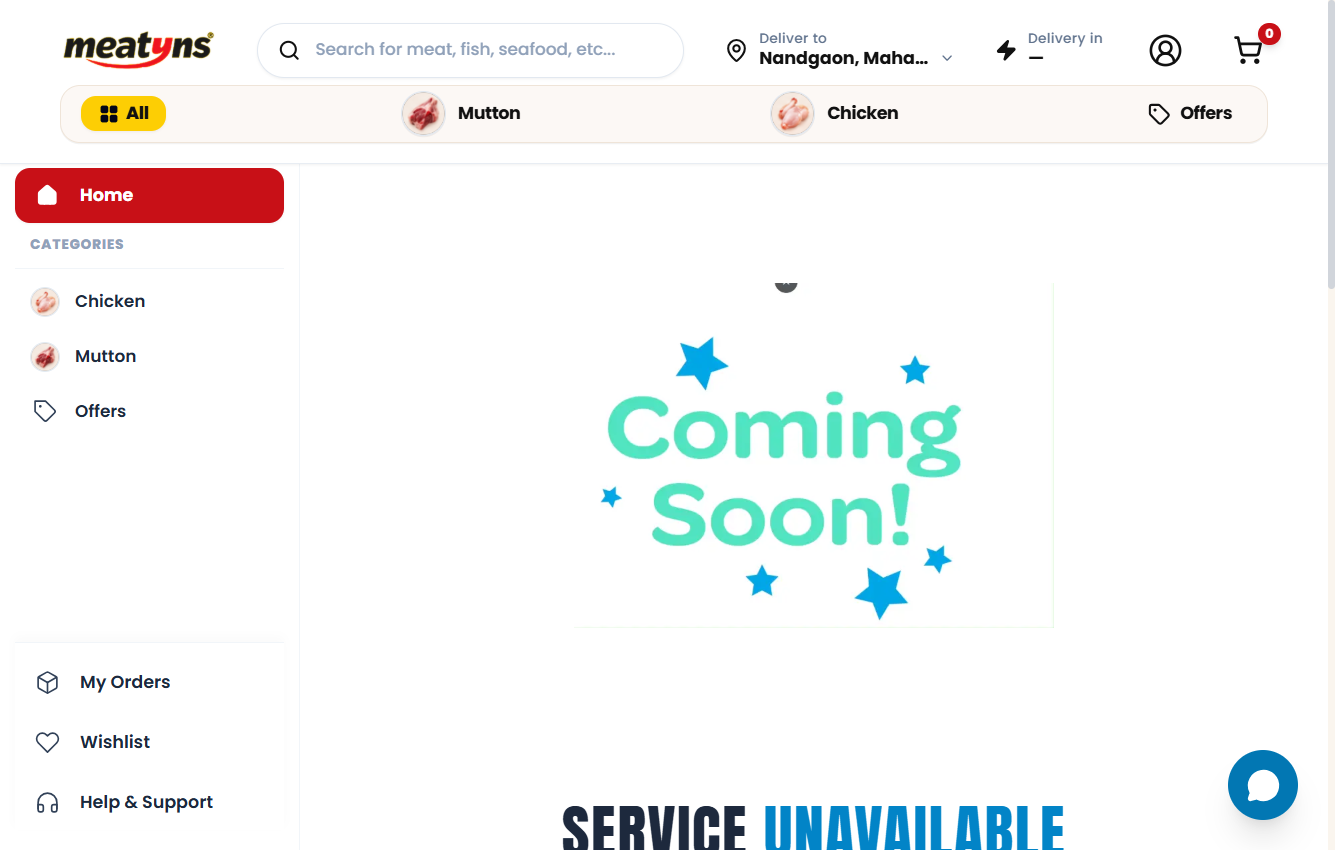 meatyns
Search for meat, fish, seafood, etc...
Deliver to
Nandgaon, Maha...
Delivery in
—
0
All
Mutton
Chicken
Offers
Home
CATEGORIES
Chicken
Mutton
Offers
My Orders
Wishlist
Help & Support
Coming
Soon!
SERVICE UNAVAILABLE